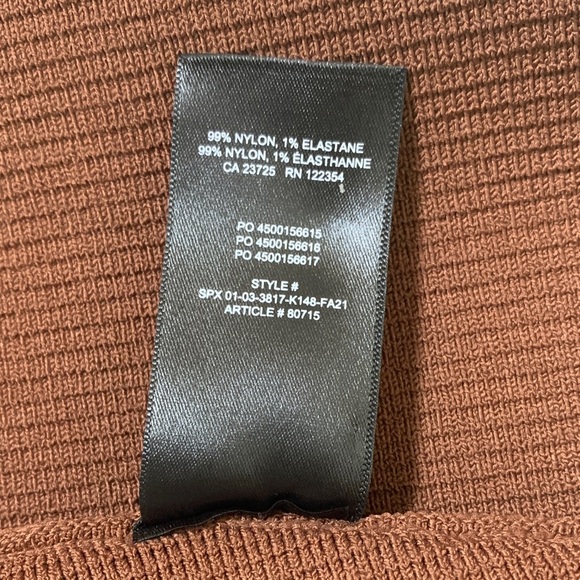 99% NYLON, 1% ELASTANE
99% NYLON, 1% ÉLASTHANNE
CA 23725 RN 122354
PO 4500156615
PO 4500156616
PO 4500156617
STYLE #
SPX 01-03-3817-K148-FA21
ARTICLE # 80715